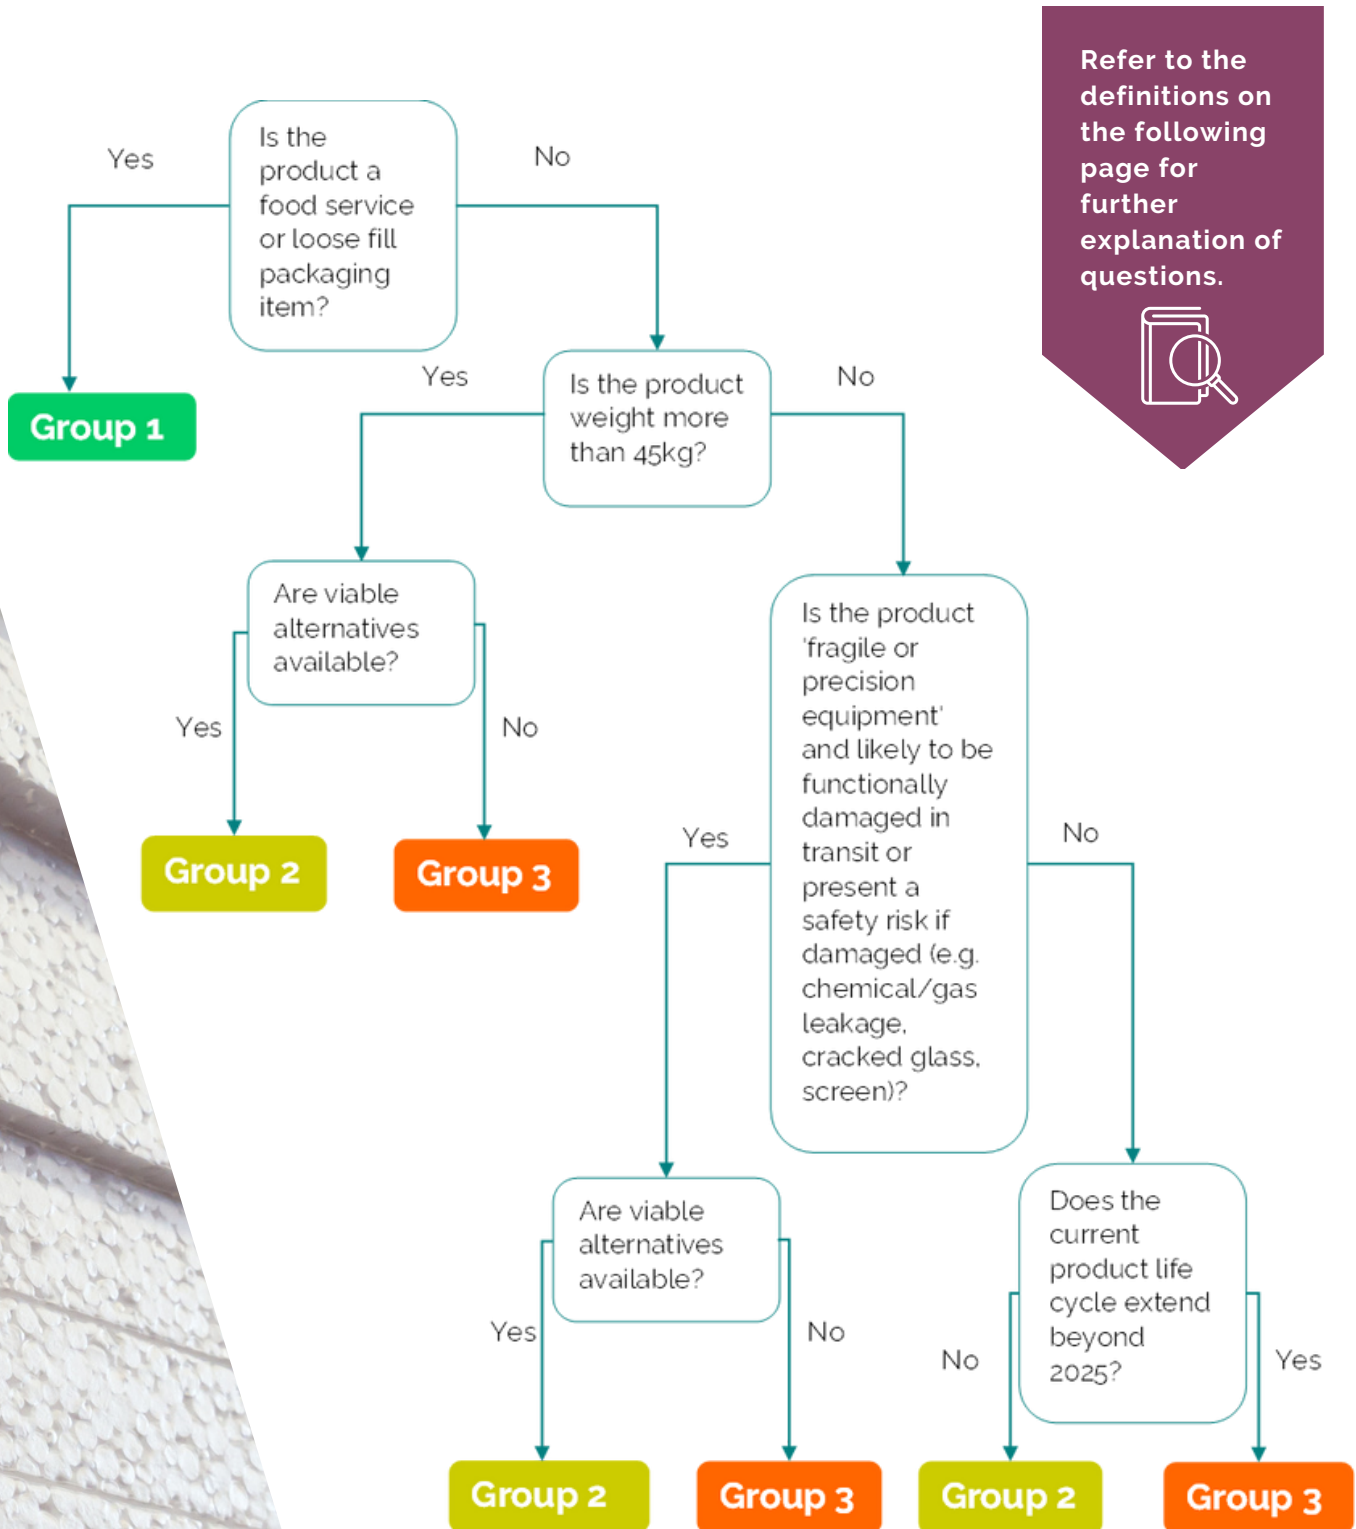 Refer to the
definitions on
the following
page for
further
explanation of
questions.
Is the
product a
food service
or loose fill
packaging
item?
Yes
No
Group 1
Is the product
weight more
than 45kg?
Yes
No
Are viable
alternatives
available?
Yes
No
Group 2
Group 3
Is the product
'fragile or
precision
equipment'
and likely to be
functionally
damaged in
transit or
present a
safety risk if
damaged (e.g.
chemical/gas
leakage,
cracked glass,
screen)?
Yes
No
Are viable
alternatives
available?
Yes
No
Does the
current
product life
cycle extend
beyond
2025?
No
Yes
Group 2
Group 3
Group 2
Group 3